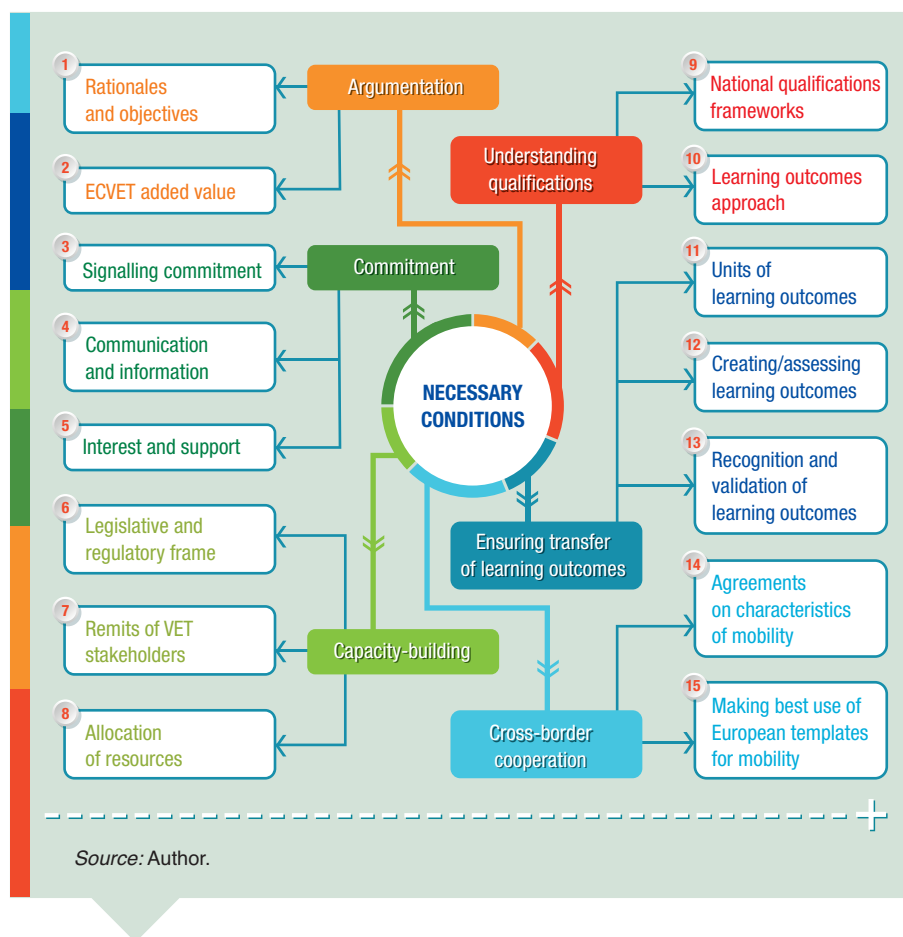 1
Rationales
and objectives
2
ECVET added value
3
Signalling commitment
4
Communication
and information
5
Interest and support
6
Legislative and
regulatory frame
7
Remits of VET
stakeholders
8
Allocation
of resources
Argumentation
Commitment
Capacity-building
NECESSARY
CONDITIONS
Understanding
qualifications
Ensuring transfer
of learning outcomes
Cross-border
cooperation
9
National qualifications
frameworks
10
Learning outcomes
approach
11
Units of
learning outcomes
12
Creating/assessing
learning outcomes
13
Recognition and
validation of
learning outcomes
14
Agreements
on characteristics
of mobility
15
Making best use of
European templates
for mobility
Source: Author.